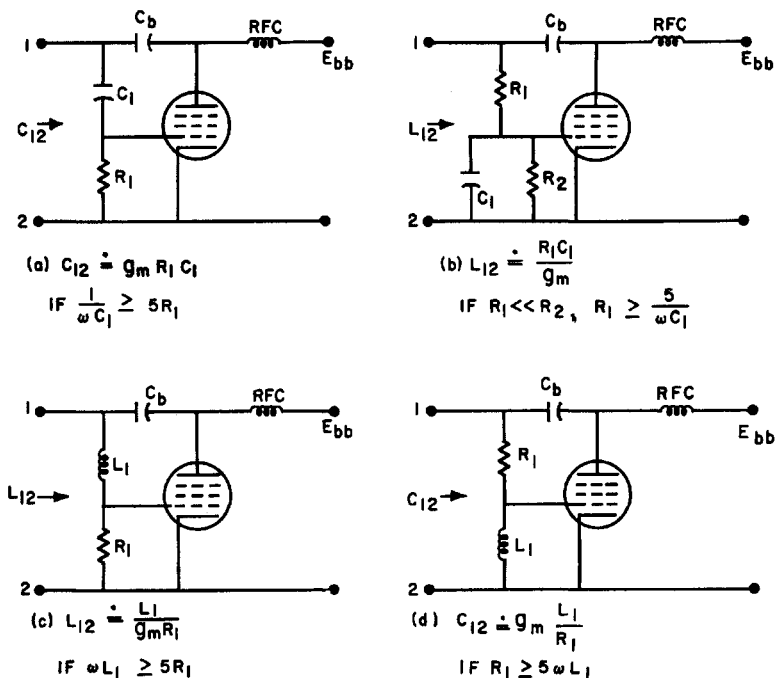 C_b RFC
1 E_bb
C_1
C_12 →
R_1
2
(a) C_12 ≐ g_m R_1 C_1
IF 1/(ωC_1) ≥ 5R_1
C_b RFC
1 E_bb
R_1
L_12 →
C_1 R_2
2
(b) L_12 ≐ R_1C_1/g_m
IF R_1 << R_2, R_1 ≥ 5/(ωC_1)
C_b RFC
1 E_bb
L_1
L_12 →
R_1
2
(c) L_12 ≐ L_1/(g_mR_1)
IF ωL_1 ≥ 5R_1
C_b RFC
1 E_bb
R_1
C_12 →
L_1
2
(d) C_12 ≐ g_m L_1/R_1
IF R_1 ≥ 5ωL_1